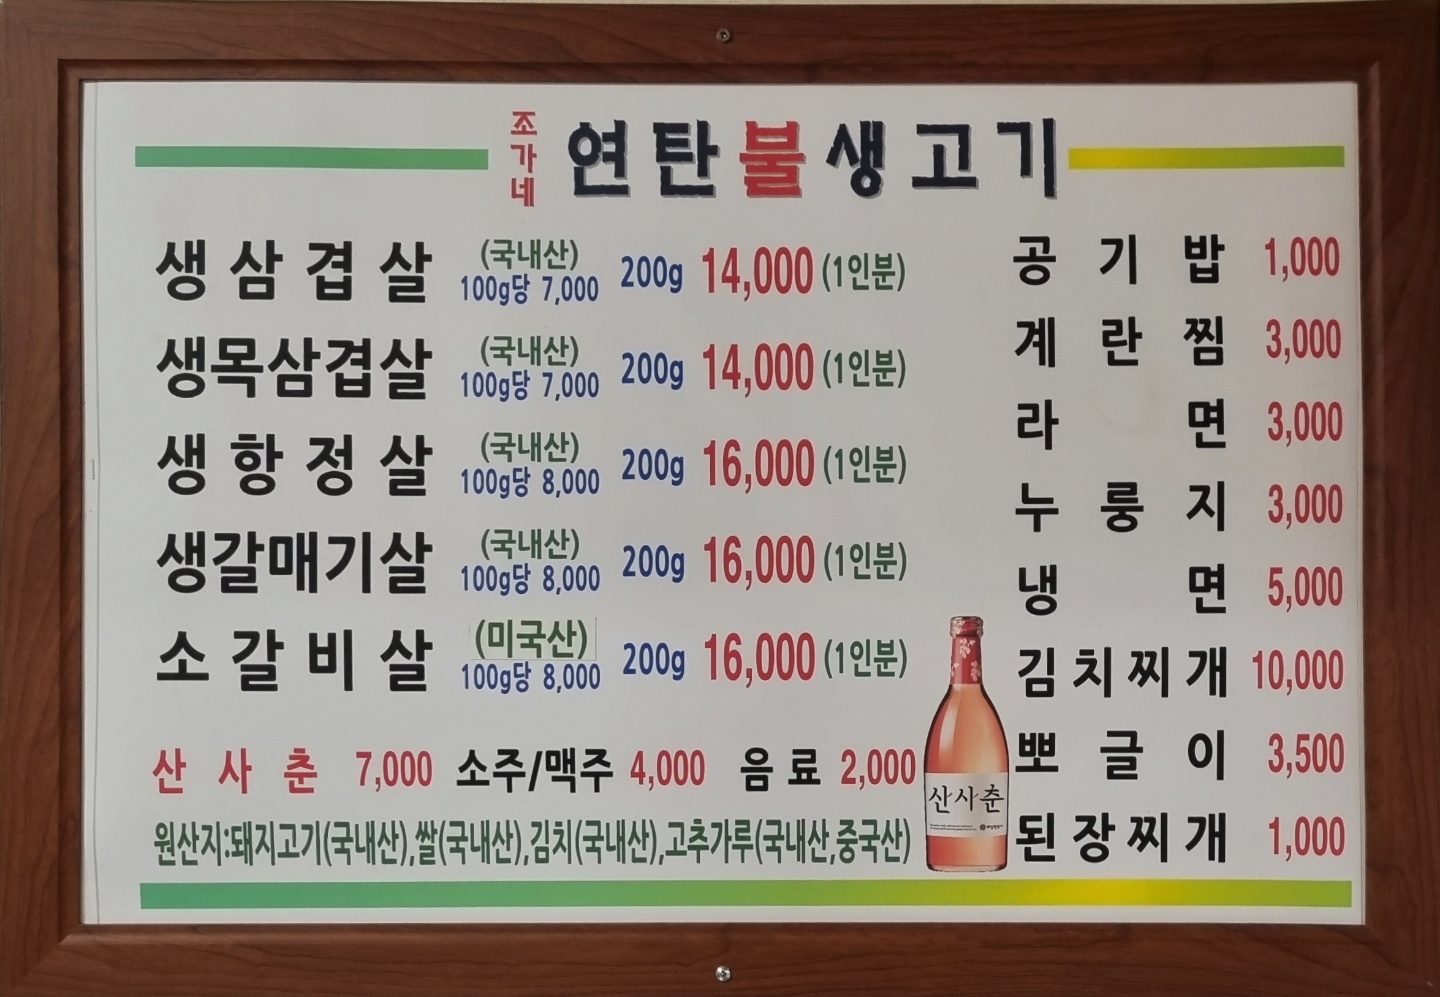 조가네 연탄불생고기
생삼겹살 (국내산) 100g당 7,000 200g 14,000 (1인분)
생목삼겹살 (국내산) 100g당 7,000 200g 14,000 (1인분)
생항정살 (국내산) 100g당 8,000 200g 16,000 (1인분)
생갈매기살 (국내산) 100g당 8,000 200g 16,000 (1인분)
소갈비살 (미국산) 100g당 8,000 200g 16,000 (1인분)
산사춘 7,000 소주/맥주 4,000 음료 2,000
원산지:돼지고기(국내산),쌀(국내산),김치(국내산),고추가루(국내산,중국산)
산사춘
공기밥 1,000
계란찜 3,000
라면 3,000
누룽지 3,000
냉면 5,000
김치찌개 10,000
뽀글이 3,500
된장찌개 1,000